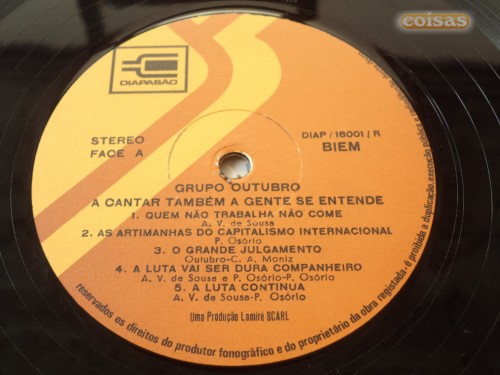 coisas
DIAPASÃO
STEREO
FACE A
DIAP/16001/R
BIEM
GRUPO OUTUBRO
A CANTAR TAMBÉM A GENTE SE ENTENDE
1. QUEM NÃO TRABALHA NÃO COME
A. V. de Sousa
2. AS ARTIMANHAS DO CAPITALISMO INTERNACIONAL
P. Osório
3. O GRANDE JULGAMENTO
Outubro-C. A. Moniz
4. A LUTA VAI SER DURA COMPANHEIRO
A. V. de Sousa e P. Osório-P. Osório
5. A LUTA CONTINUA
A. V. de Sousa-P. Osório
Uma Produção Lamiré SCARL
reservados os direitos do produtor fonográfico e do proprietário da obra registada. é proibida a duplicação, execução pública